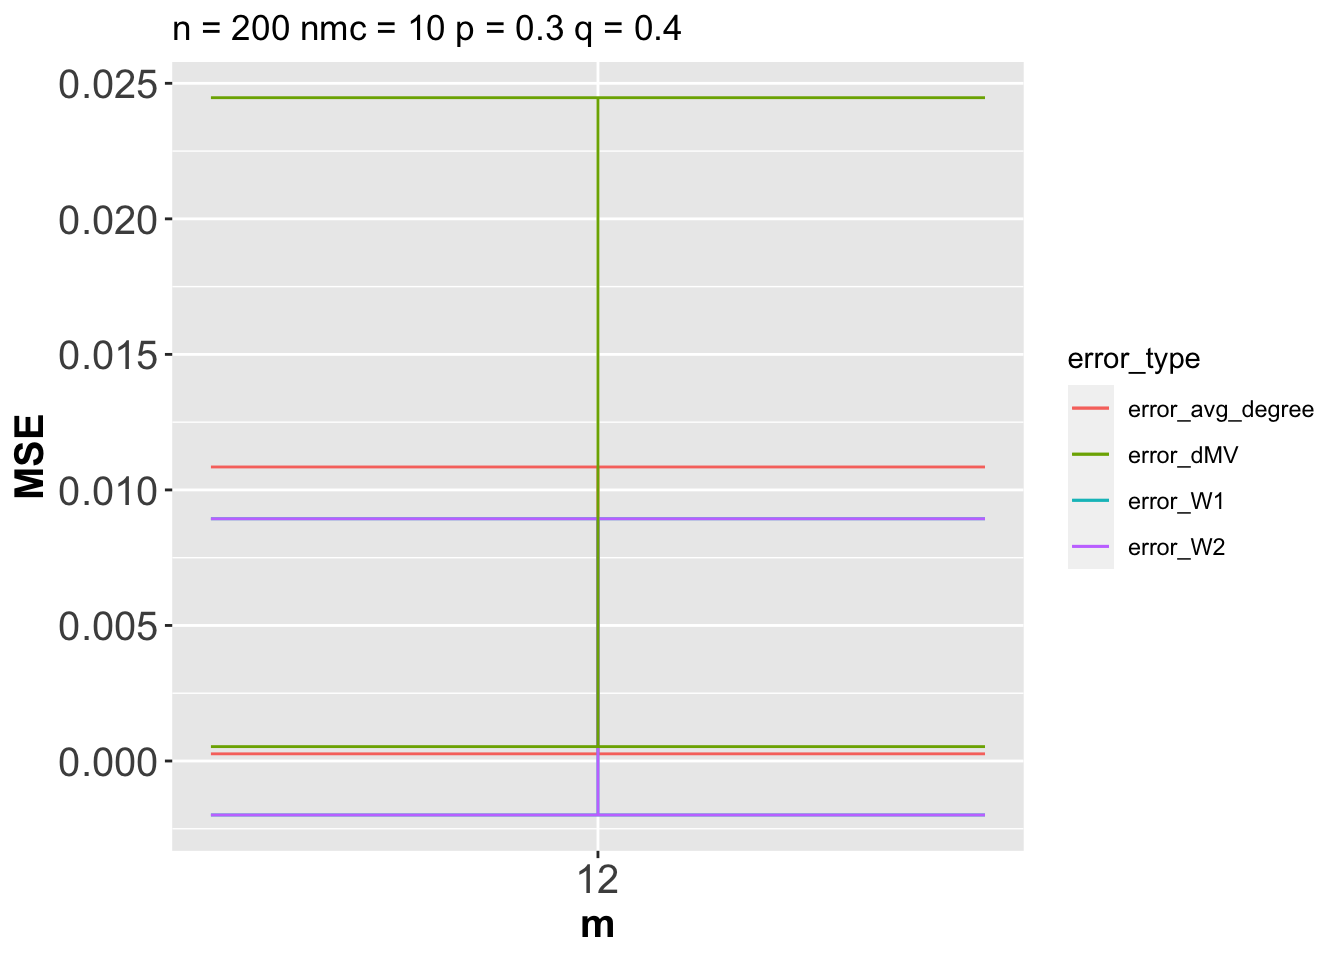 n = 200 nmc = 10 p = 0.3 q = 0.4
0.025
0.020
0.015
0.010
0.005
0.000
MSE
12
m
error_type
error_avg_degree
error_dMV
error_W1
error_W2